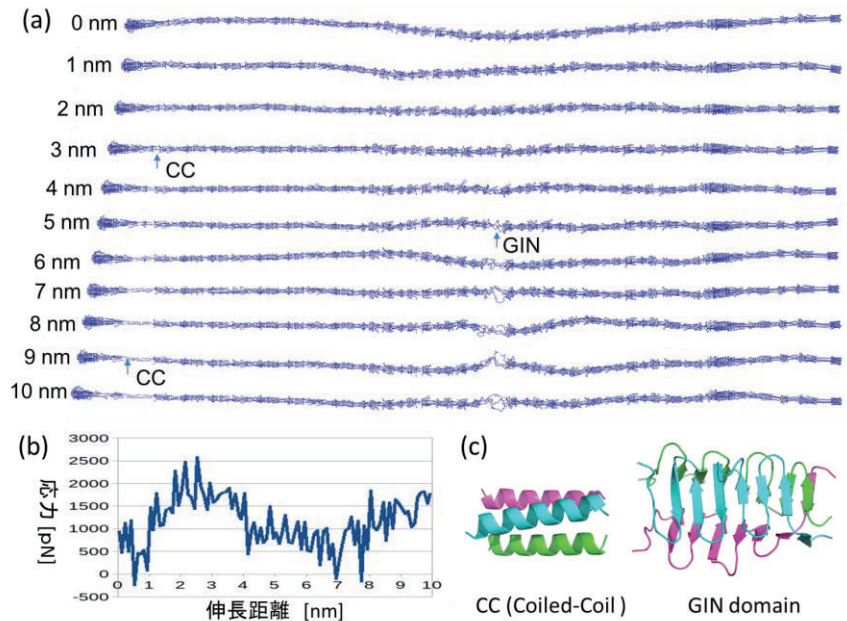 (a)
0 nm
1 nm
2 nm
3 nm
CC
4 nm
5 nm
GIN
6 nm
7 nm
8 nm
9 nm
CC
10 nm
(b)
3000
2500
2000
1500
1000
500
0
-500
応力 [pN]
0 1 2 3 4 5 6 7 8 9 10
伸長距離 [nm]
(c)
CC (Coiled-Coil )
GIN domain